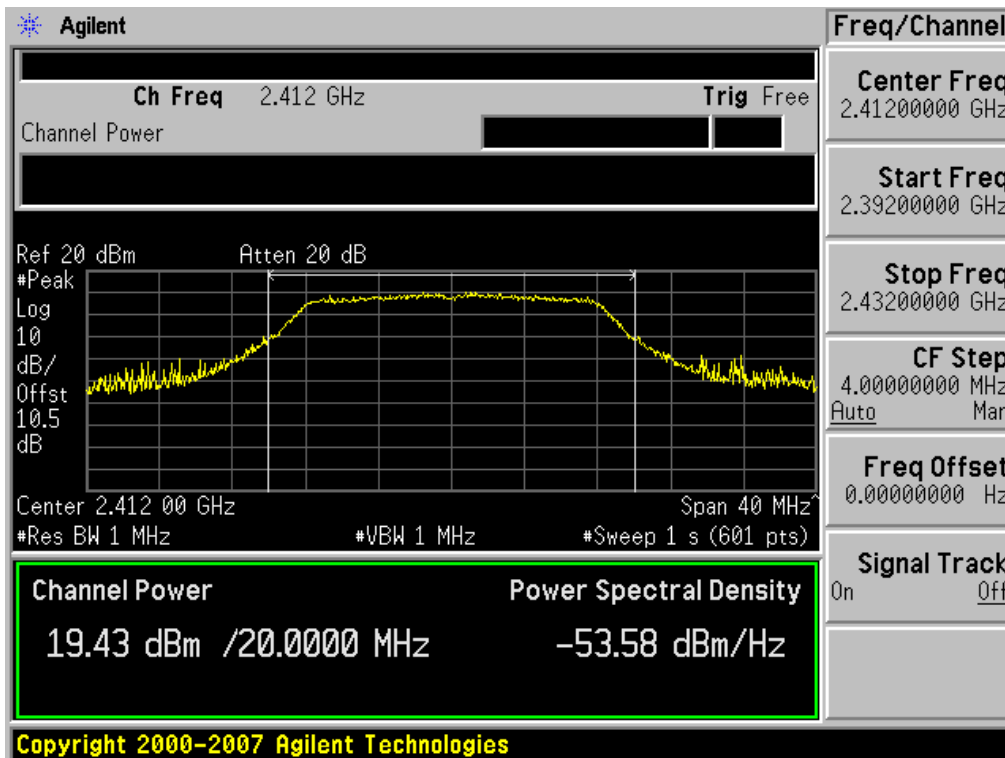 Agilent
Freq/Channel
Ch Freq 2.412 GHz Trig Free
Channel Power
Center Freq
2.41200000 GHz
Start Freq
2.39200000 GHz
Stop Freq
2.43200000 GHz
CF Step
4.00000000 MHz
Auto Man
Freq Offset
0.00000000 Hz
Signal Track
On Off
Ref 20 dBm Atten 20 dB
#Peak
Log
10
dB/
Offst
10.5
dB
Center 2.412 00 GHz Span 40 MHz^
#Res BW 1 MHz #VBW 1 MHz #Sweep 1 s (601 pts)
Channel Power Power Spectral Density
19.43 dBm /20.0000 MHz -53.58 dBm/Hz
Copyright 2000-2007 Agilent Technologies